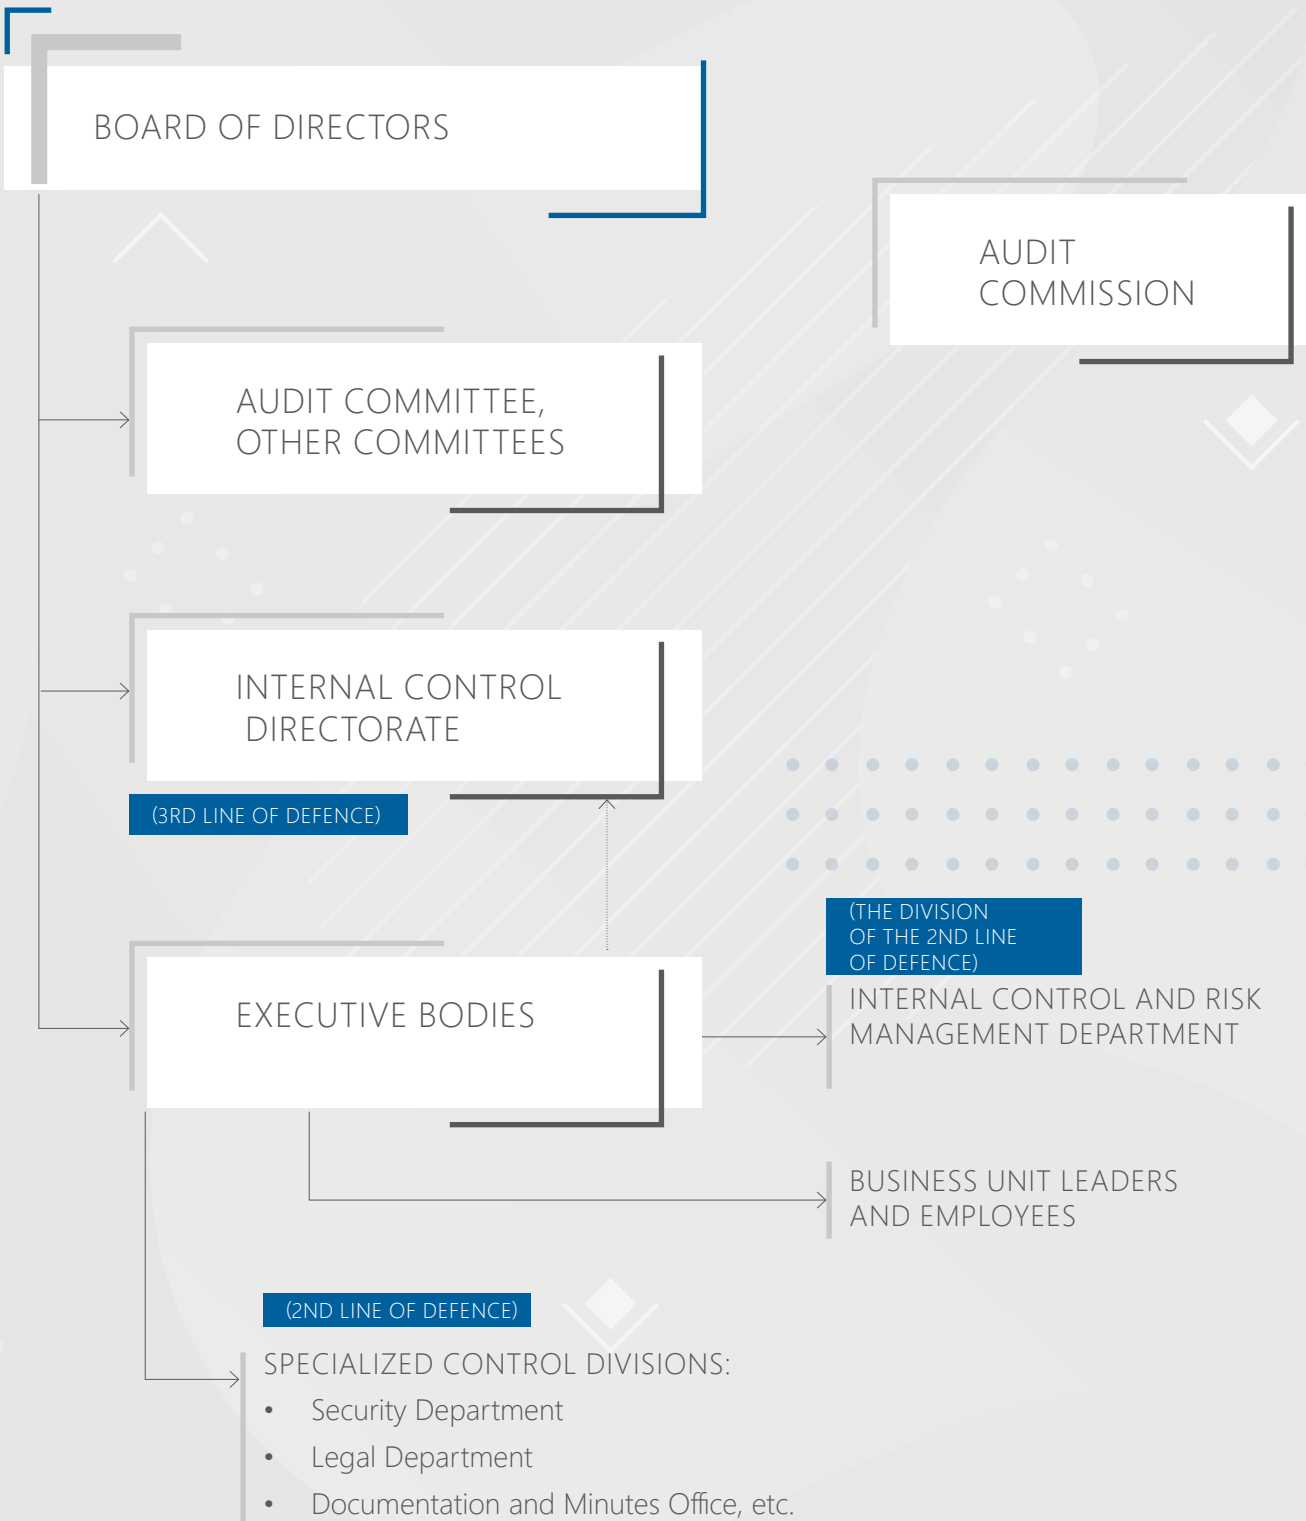 BOARD OF DIRECTORS
AUDIT
COMMISSION
AUDIT COMMITTEE,
OTHER COMMITTEES
INTERNAL CONTROL
DIRECTORATE
(3RD LINE OF DEFENCE)
(THE DIVISION
OF THE 2ND LINE
OF DEFENCE)
EXECUTIVE BODIES
INTERNAL CONTROL AND RISK
MANAGEMENT DEPARTMENT
BUSINESS UNIT LEADERS
AND EMPLOYEES
(2ND LINE OF DEFENCE)
SPECIALIZED CONTROL DIVISIONS:
• Security Department
• Legal Department
• Documentation and Minutes Office, etc.